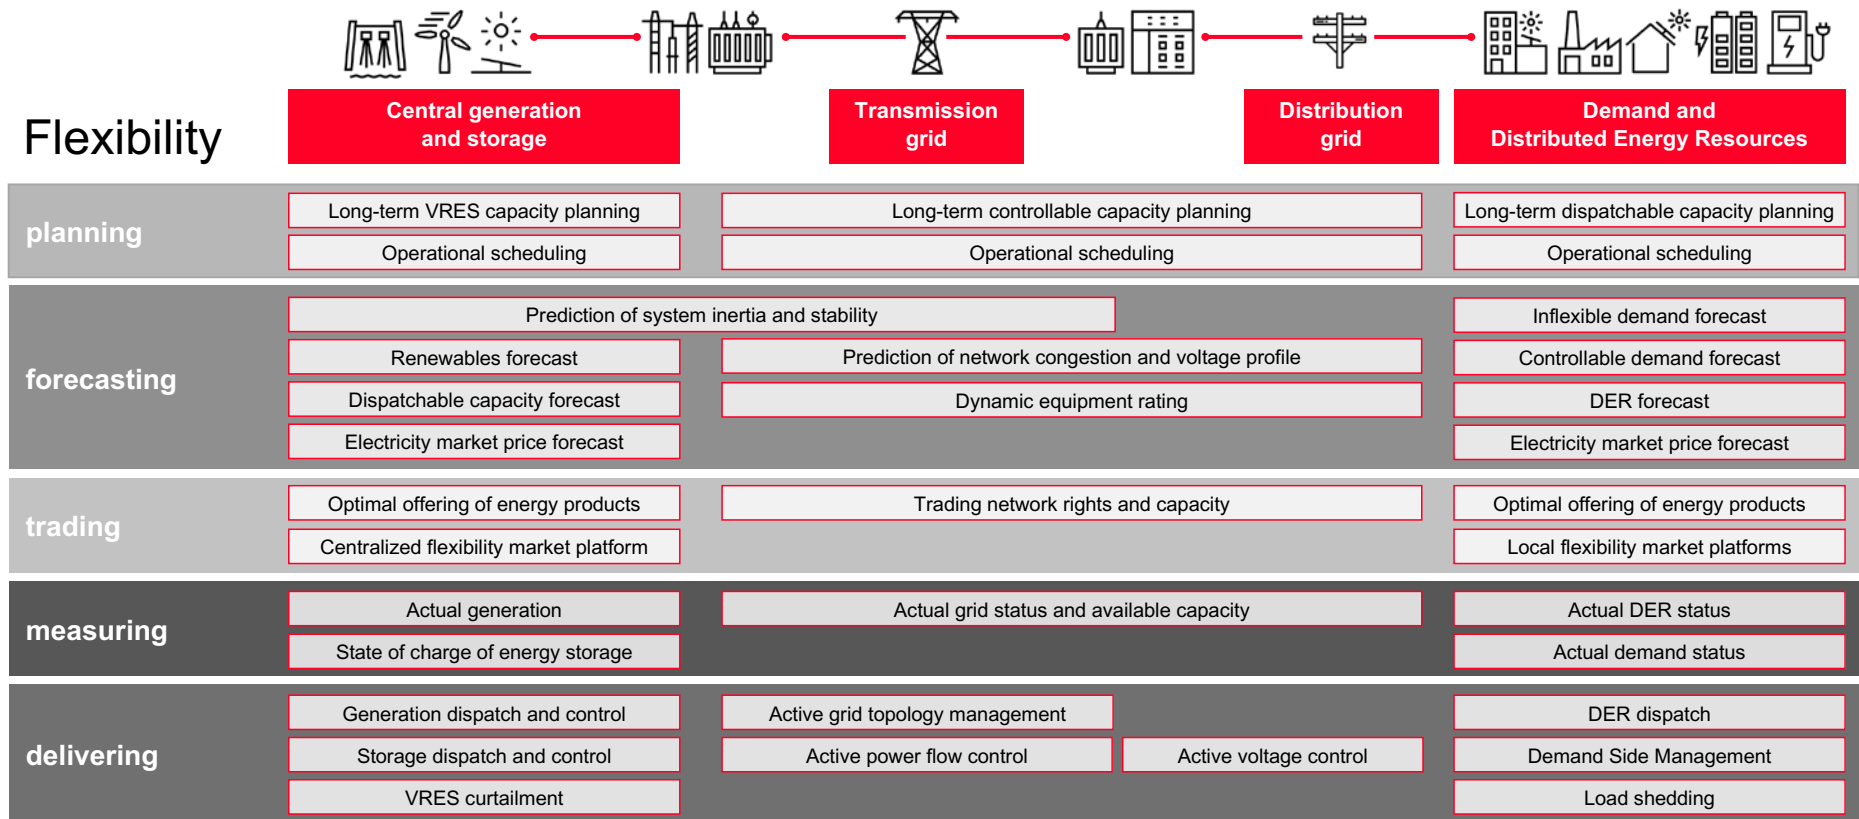 Flexibility
Central generation
and storage
Transmission
grid
Distribution
grid
Demand and
Distributed Energy Resources
planning
Long-term VRES capacity planning
Long-term controllable capacity planning
Long-term dispatchable capacity planning
Operational scheduling
Operational scheduling
Operational scheduling
forecasting
Prediction of system inertia and stability
Inflexible demand forecast
Renewables forecast
Prediction of network congestion and voltage profile
Controllable demand forecast
Dispatchable capacity forecast
Dynamic equipment rating
DER forecast
Electricity market price forecast
Electricity market price forecast
trading
Optimal offering of energy products
Trading network rights and capacity
Optimal offering of energy products
Centralized flexibility market platform
Local flexibility market platforms
measuring
Actual generation
Actual grid status and available capacity
Actual DER status
State of charge of energy storage
Actual demand status
delivering
Generation dispatch and control
Active grid topology management
DER dispatch
Storage dispatch and control
Active power flow control
Active voltage control
Demand Side Management
VRES curtailment
Load shedding